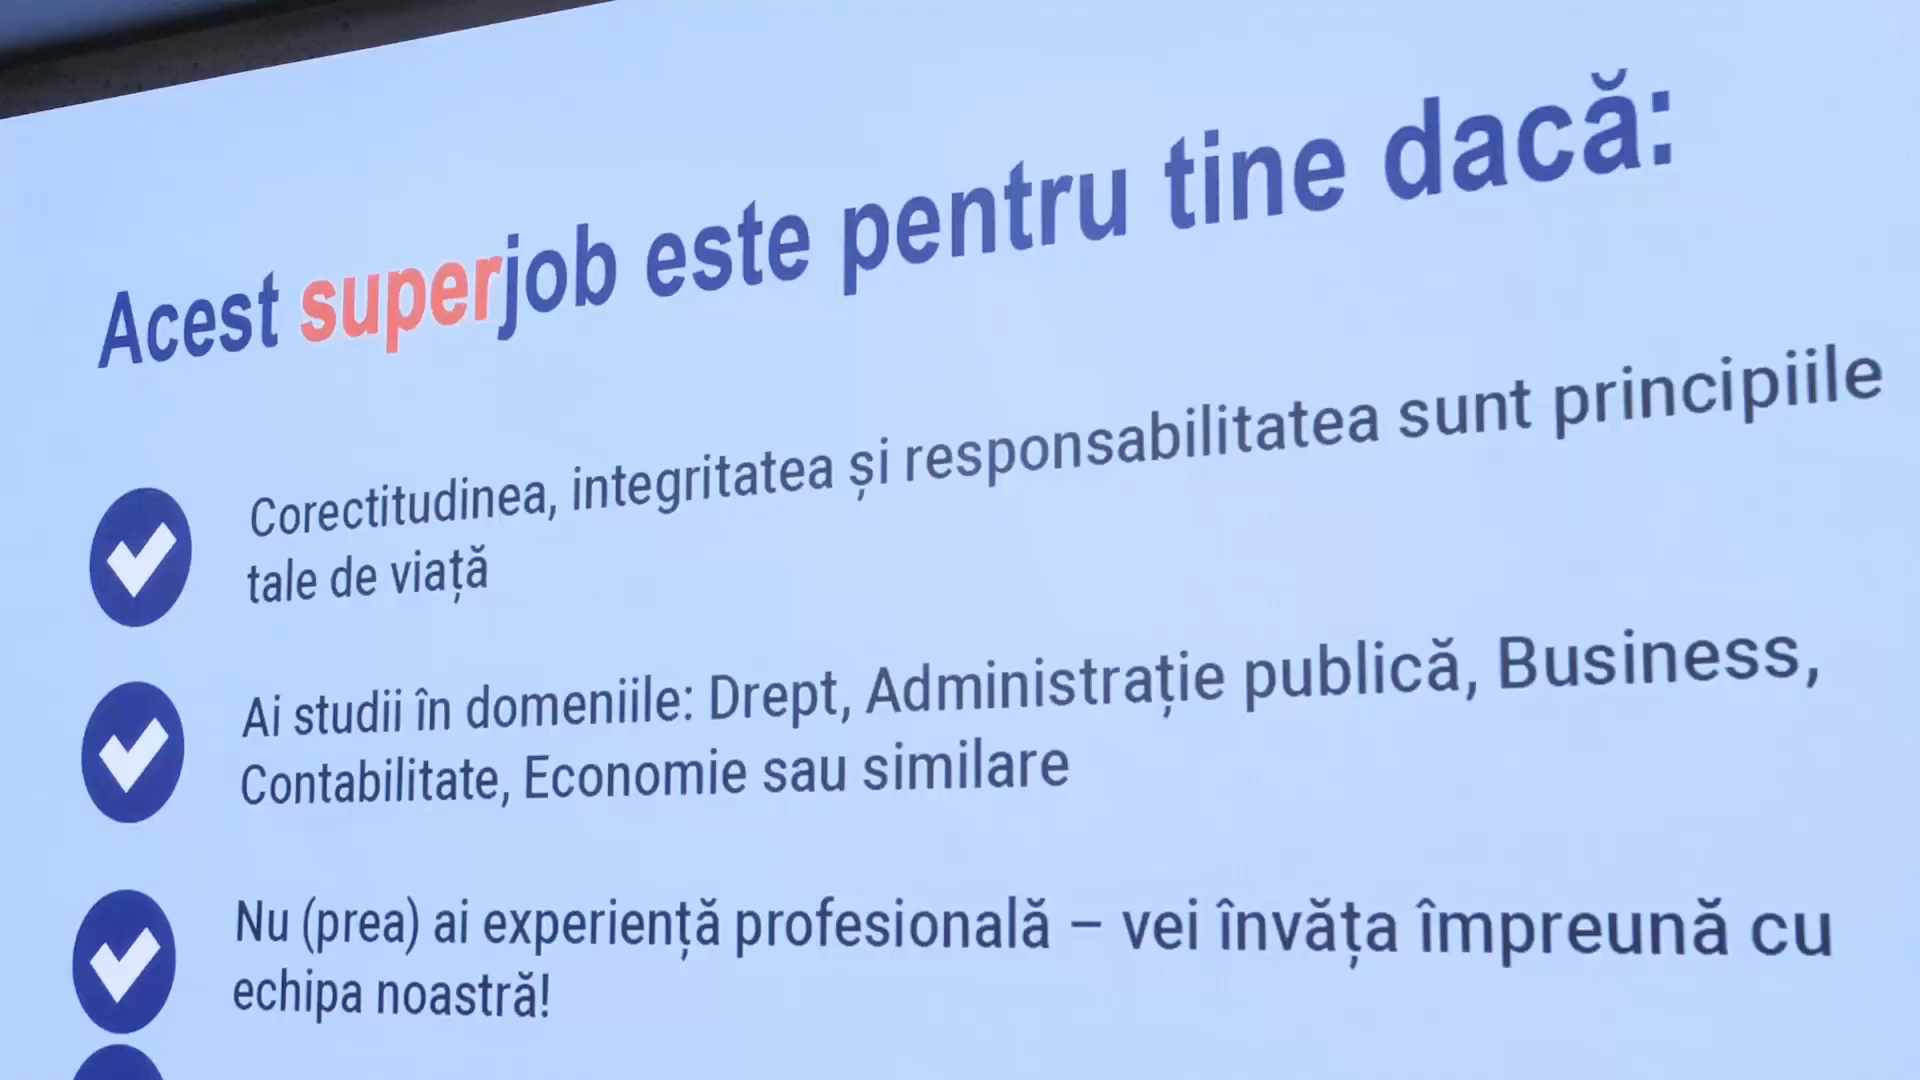 Acest superjob este pentru tine dacă:
Corectitudinea, integritatea și responsabilitatea sunt principiile
tale de viață
Ai studii în domeniile: Drept, Administrație publică, Business,
Contabilitate, Economie sau similare
Nu (prea) ai experiență profesională – vei învăța împreună cu
echipa noastră!